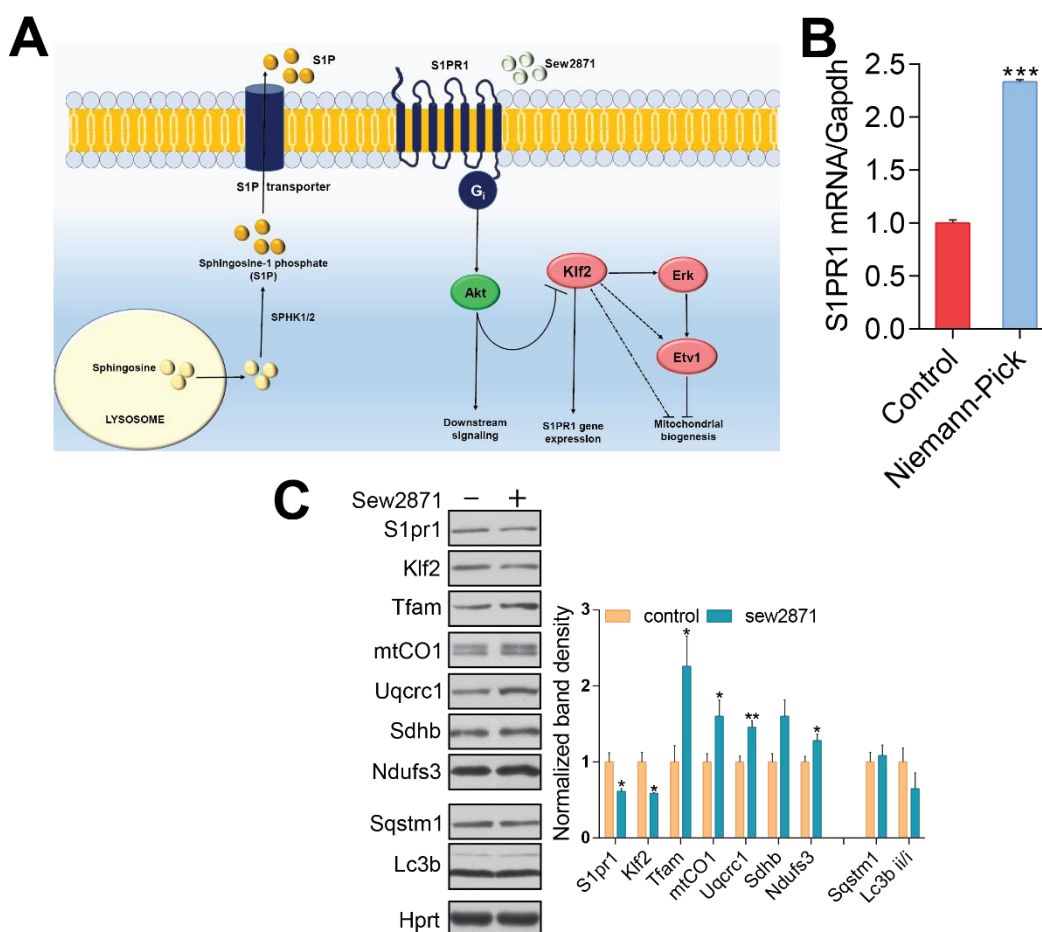 A
S1P
S1PR1
Sew2871
S1P transporter
Gi
Sphingosine-1 phosphate
(S1P)
SPHK1/2
Akt
Klf2
Erk
Etv1
Sphingosine
LYSOSOME
Downstream
signaling
S1PR1 gene
expression
Mitochondrial
biogenesis
B
S1PR1 mRNA/Gapdh
2.5
2.0
1.5
1.0
0.5
0.0
***
Control
Niemann-Pick
C
Sew2871 − +
S1pr1
Klf2
Tfam
mtCO1
Uqcrc1
Sdhb
Ndufs3
Sqstm1
Lc3b
Hprt
Normalized band density
3
2
1
0
control sew2871
*
*
*
*
**
*
S1pr1
Klf2
Tfam
mtCO1
Uqcrc1
Sdhb
Ndufs3
Sqstm1
Lc3b ii/i